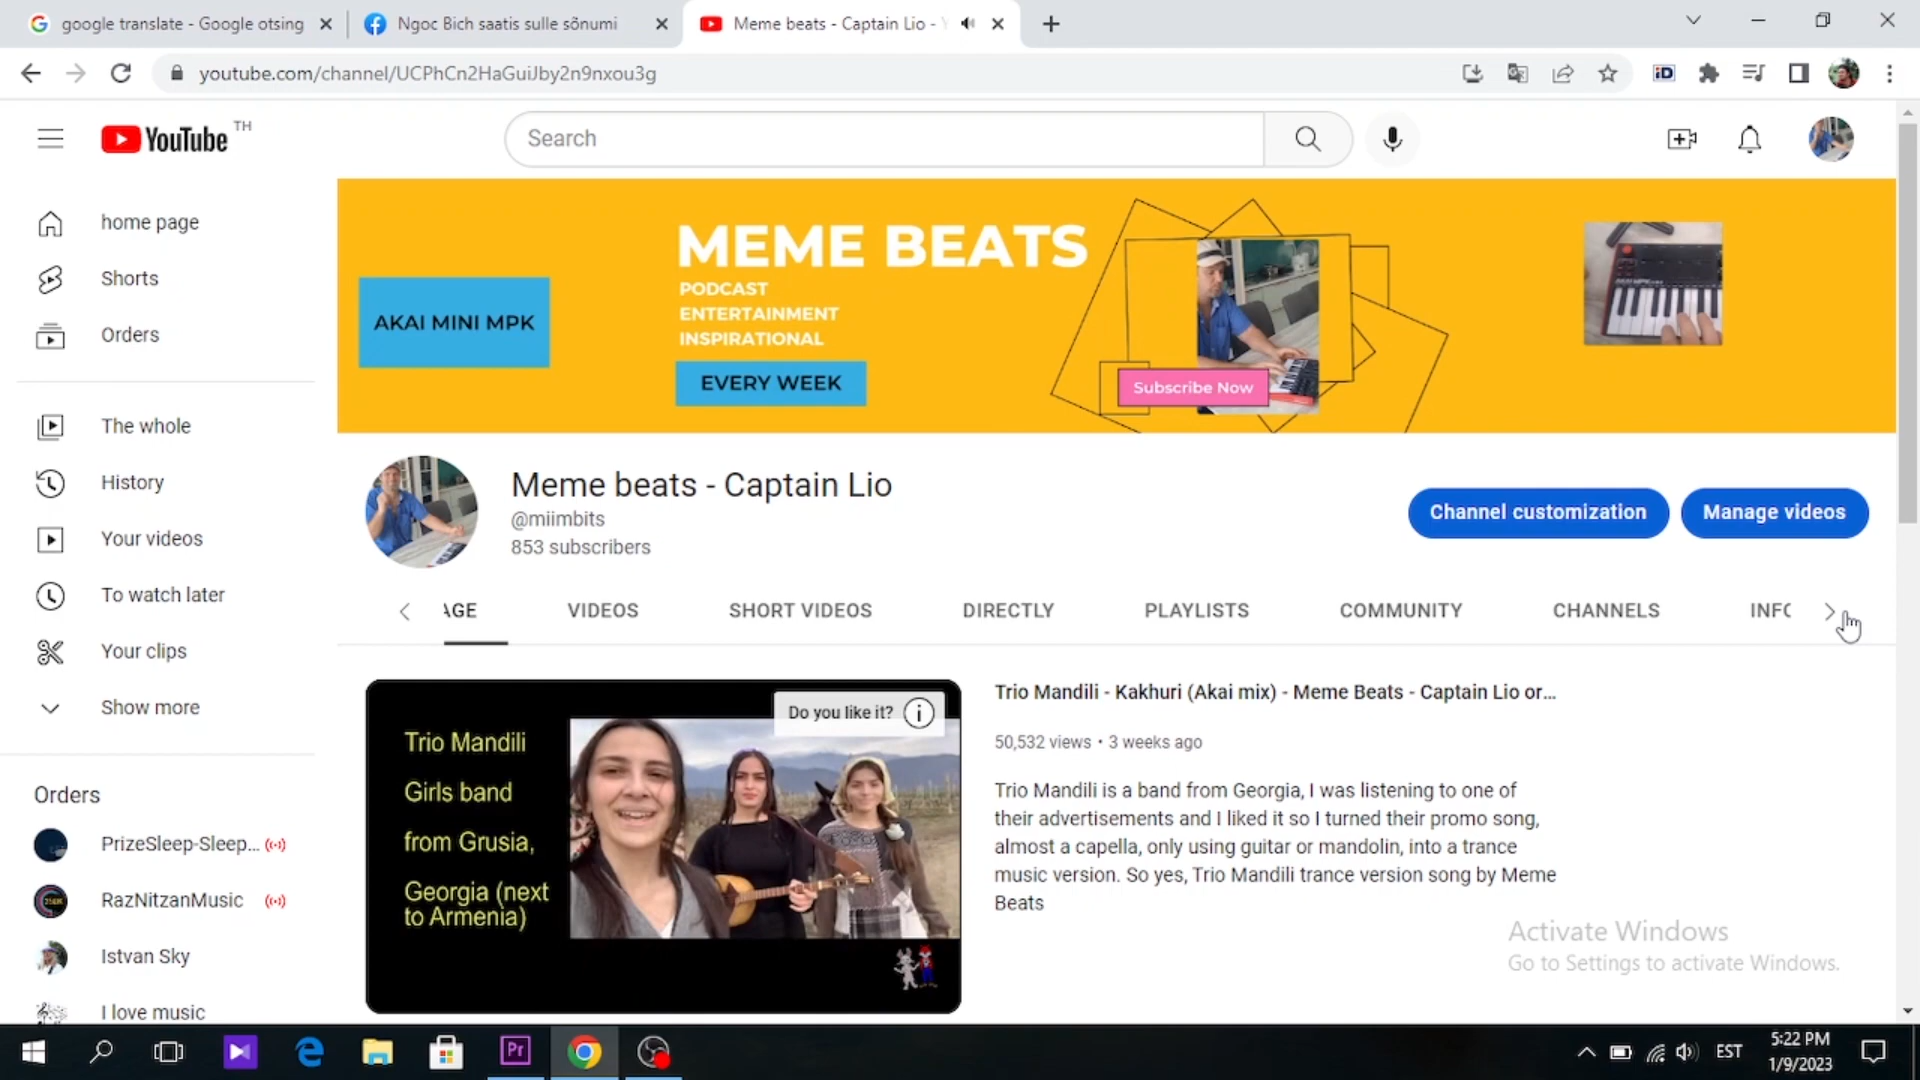 google translate - Google otsing
Ngoc Bich saatis sulle sõnumi
Meme beats - Captain Lio -
youtube.com/channel/UCPhCn2HaGuiJby2n9nxou3g
iD
YouTube TH
Search
home page
Shorts
Orders
The whole
History
Your videos
To watch later
Your clips
Show more
Orders
PrizeSleep-Sleep...
RazNitzanMusic
Istvan Sky
I love music
AKAI MINI MPK
MEME BEATS
PODCAST
ENTERTAINMENT
INSPIRATIONAL
EVERY WEEK
Subscribe Now
Meme beats - Captain Lio
@miimbits
853 subscribers
Channel customization
Manage videos
AGE
VIDEOS
SHORT VIDEOS
DIRECTLY
PLAYLISTS
COMMUNITY
CHANNELS
INFO
Do you like it?
Trio Mandili
Girls band
from Grusia,
Georgia (next
to Armenia)
Trio Mandili - Kakhuri (Akai mix) - Meme Beats - Captain Lio or...
50,532 views • 3 weeks ago
Trio Mandili is a band from Georgia, I was listening to one of
their advertisements and I liked it so I turned their promo song,
almost a capella, only using guitar or mandolin, into a trance
music version. So yes, Trio Mandili trance version song by Meme
Beats
Activate Windows
Go to Settings to activate Windows.
Pr
EST
5:22 PM
1/9/2023